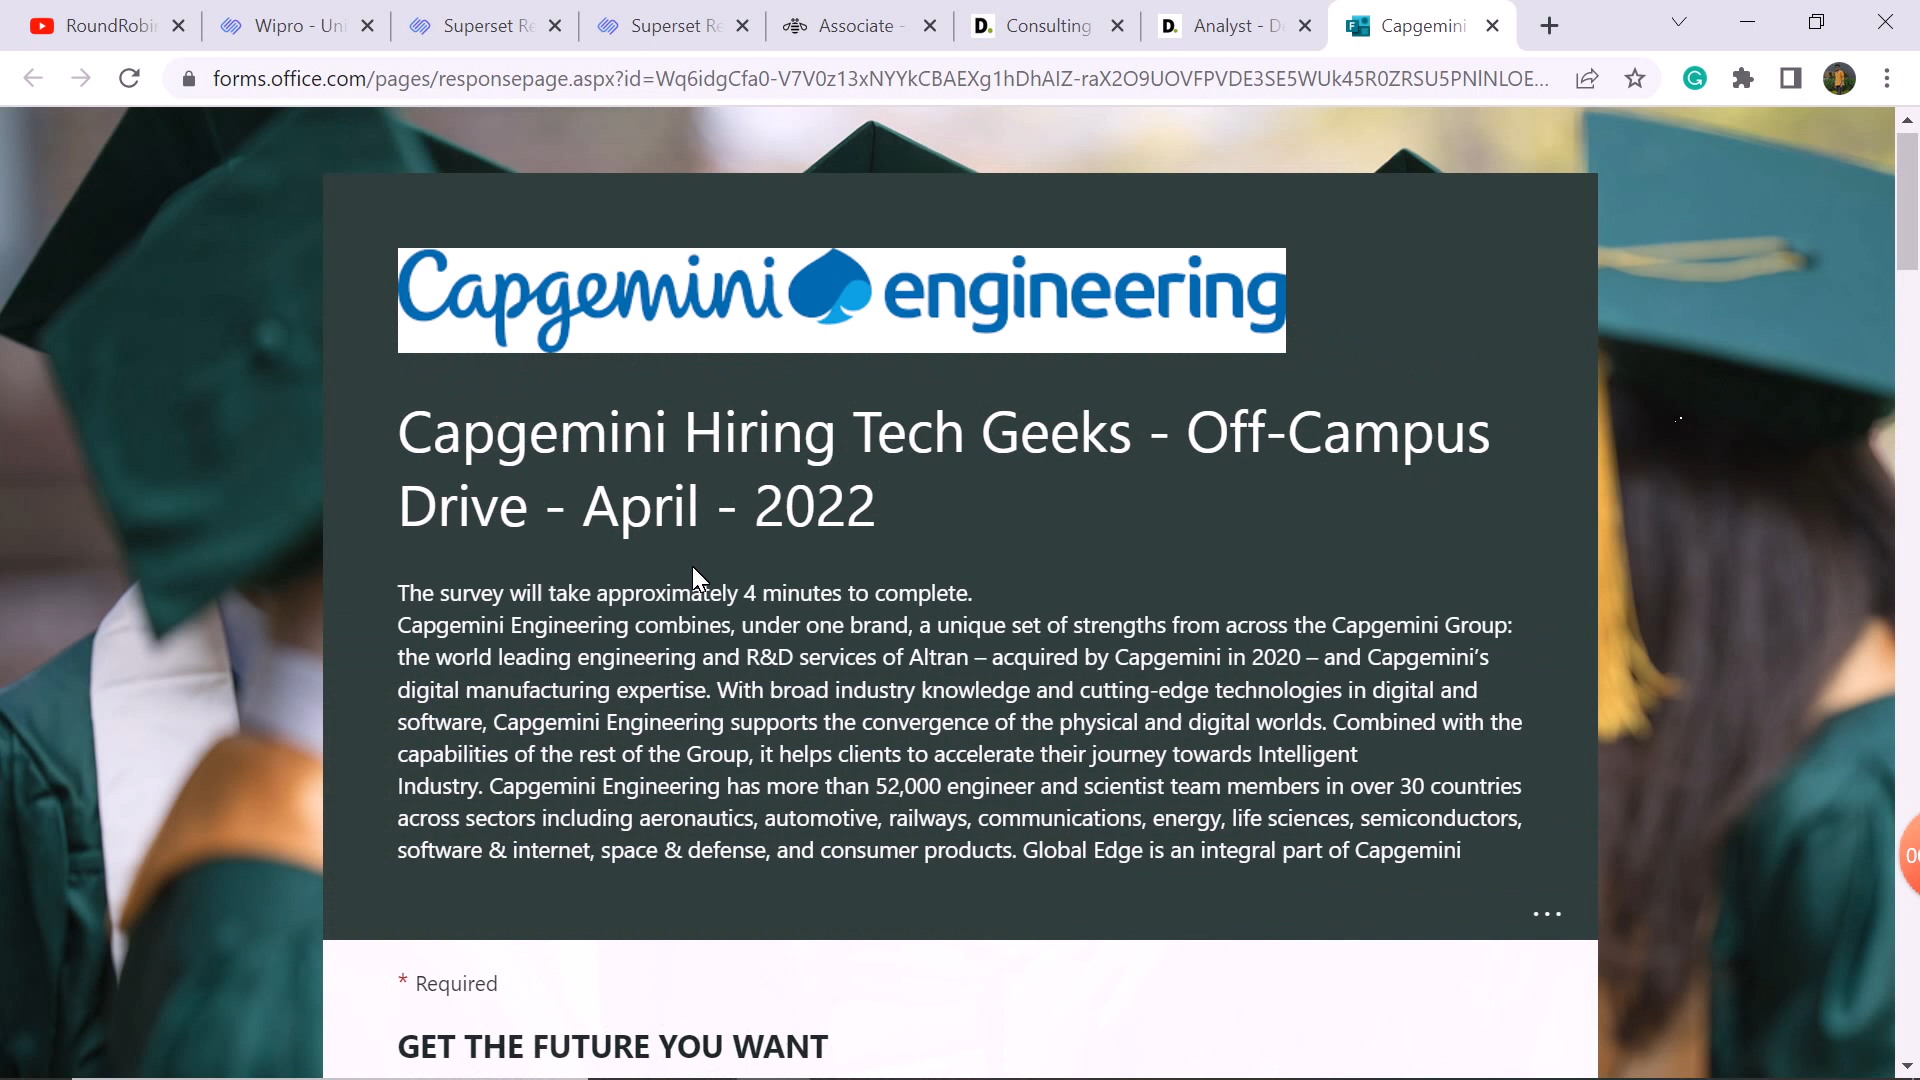 RoundRobi
Wipro - Uni
Superset Re
Superset Re
Associate -
Consulting
Analyst - De
Capgemini
forms.office.com/pages/responsepage.aspx?id=Wq6idgCfa0-V7V0z13xNYYkCBAEXg1hDhAIZ-raX2O9UOVFPVDE3SE5WUk45R0ZRSU5PNlNLOE...
Capgemini engineering
Capgemini Hiring Tech Geeks - Off-Campus
Drive - April - 2022
The survey will take approximately 4 minutes to complete.
Capgemini Engineering combines, under one brand, a unique set of strengths from across the Capgemini Group:
the world leading engineering and R&D services of Altran – acquired by Capgemini in 2020 – and Capgemini’s
digital manufacturing expertise. With broad industry knowledge and cutting-edge technologies in digital and
software, Capgemini Engineering supports the convergence of the physical and digital worlds. Combined with the
capabilities of the rest of the Group, it helps clients to accelerate their journey towards Intelligent
Industry. Capgemini Engineering has more than 52,000 engineer and scientist team members in over 30 countries
across sectors including aeronautics, automotive, railways, communications, energy, life sciences, semiconductors,
software & internet, space & defense, and consumer products. Global Edge is an integral part of Capgemini
...
* Required
GET THE FUTURE YOU WANT